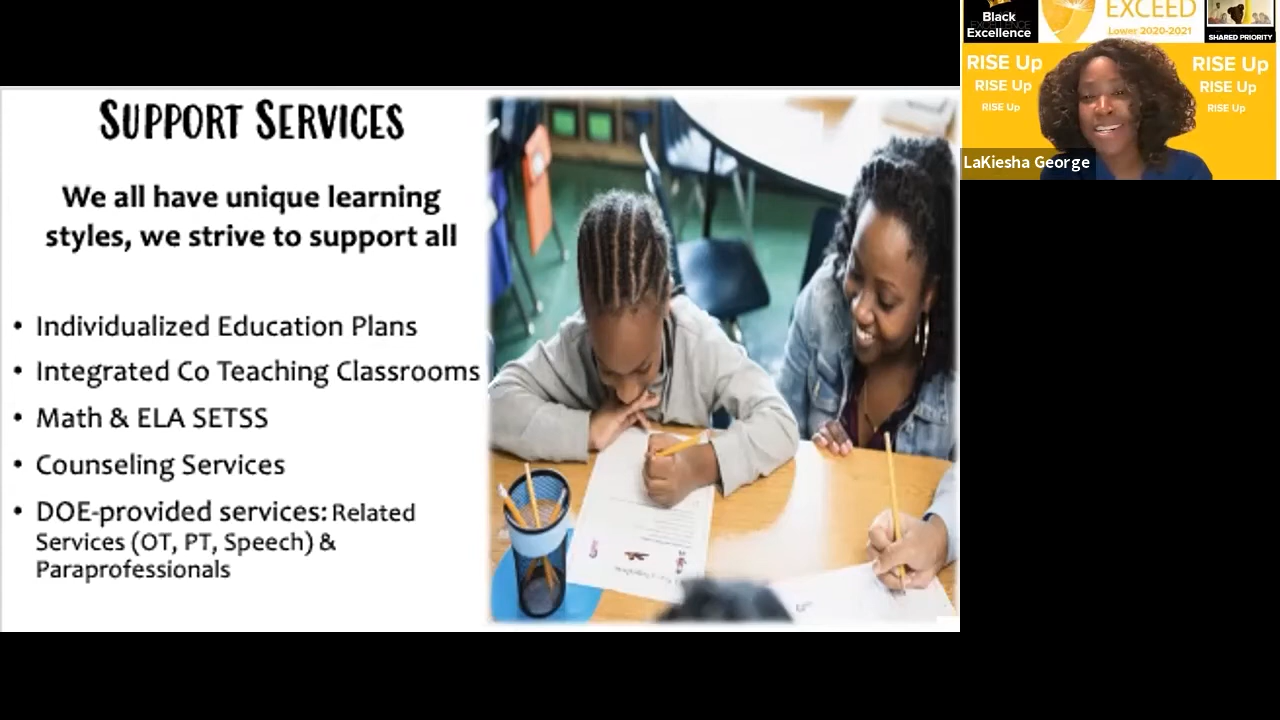 SUPPORT SERVICES
We all have unique learning
styles, we strive to support all
• Individualized Education Plans
• Integrated Co Teaching Classrooms
• Math & ELA SETSS
• Counseling Services
• DOE-provided services: Related
Services (OT, PT, Speech) &
Paraprofessionals
Black
Excellence
EXCEED
Lower 2020-2021
SHARED PRIORITY
RISE Up
RISE Up
RISE Up
RISE Up
RISE Up
RISE Up
LaKiesha George